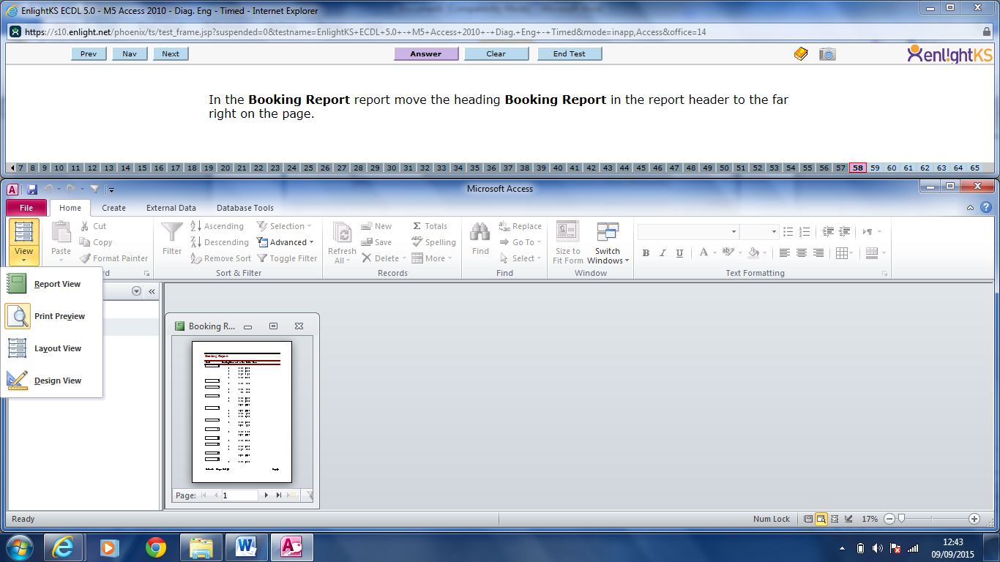 EnlightKS ECDL 5.0 - M5 Access 2010 - Diag. Eng - Timed - Internet Explorer
https://s10.enlight.net/phoenix/ts/test_frame.jsp?suspended=0&testname=EnlightKS+ECDL+5.0+-+M5+Access+2010+-+Diag.+Eng+-+Timed&mode=inapp,Access&office=14
Prev Nav Next Answer Clear End Test enlightKS
In the Booking Report report move the heading Booking Report in the report header to the far
right on the page.
7 8 9 10 11 12 13 14 15 16 17 18 19 20 21 22 23 24 25 26 27 28 29 30 31 32 33 34 35 36 37 38 39 40 41 42 43 44 45 46 47 48 49 50 51 52 53 54 55 56 57 58 59 60 61 62 63 64 65
Microsoft Access
File Home Create External Data Database Tools
View
Paste
Cut
Copy
Format Painter
rd
Filter
Ascending
Descending
Remove Sort
Selection
Advanced
Toggle Filter
Sort & Filter
Refresh
All
New
Save
Delete
Totals
Spelling
More
Records
Find
Replace
Go To
Select
Find
Size to
Fit Form
Switch
Windows
Window
B I U A ab
Text Formatting
Report View
Print Preview
Layout View
Design View
Booking R...
Booking Report
Page: 1
Ready Num Lock 17%
12:43
09/09/2015